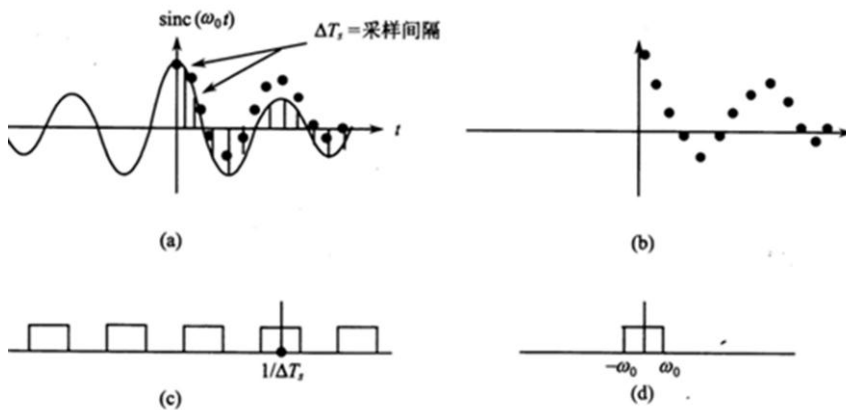 sinc (ω₀t)
ΔTₛ = 采样间隔
t
(a)
(b)
1/ΔTₛ
(c)
−ω₀
ω₀
(d)